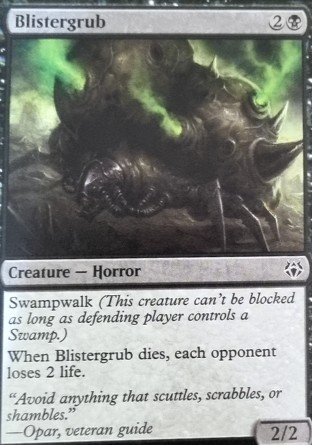 Blistergrub 2
Creature — Horror
Swampwalk (This creature can't be blocked
as long as defending player controls a
Swamp.)
When Blistergrub dies, each opponent
loses 2 life.
"Avoid anything that scuttles, scrabbles, or
shambles."
—Opar, veteran guide
2/2